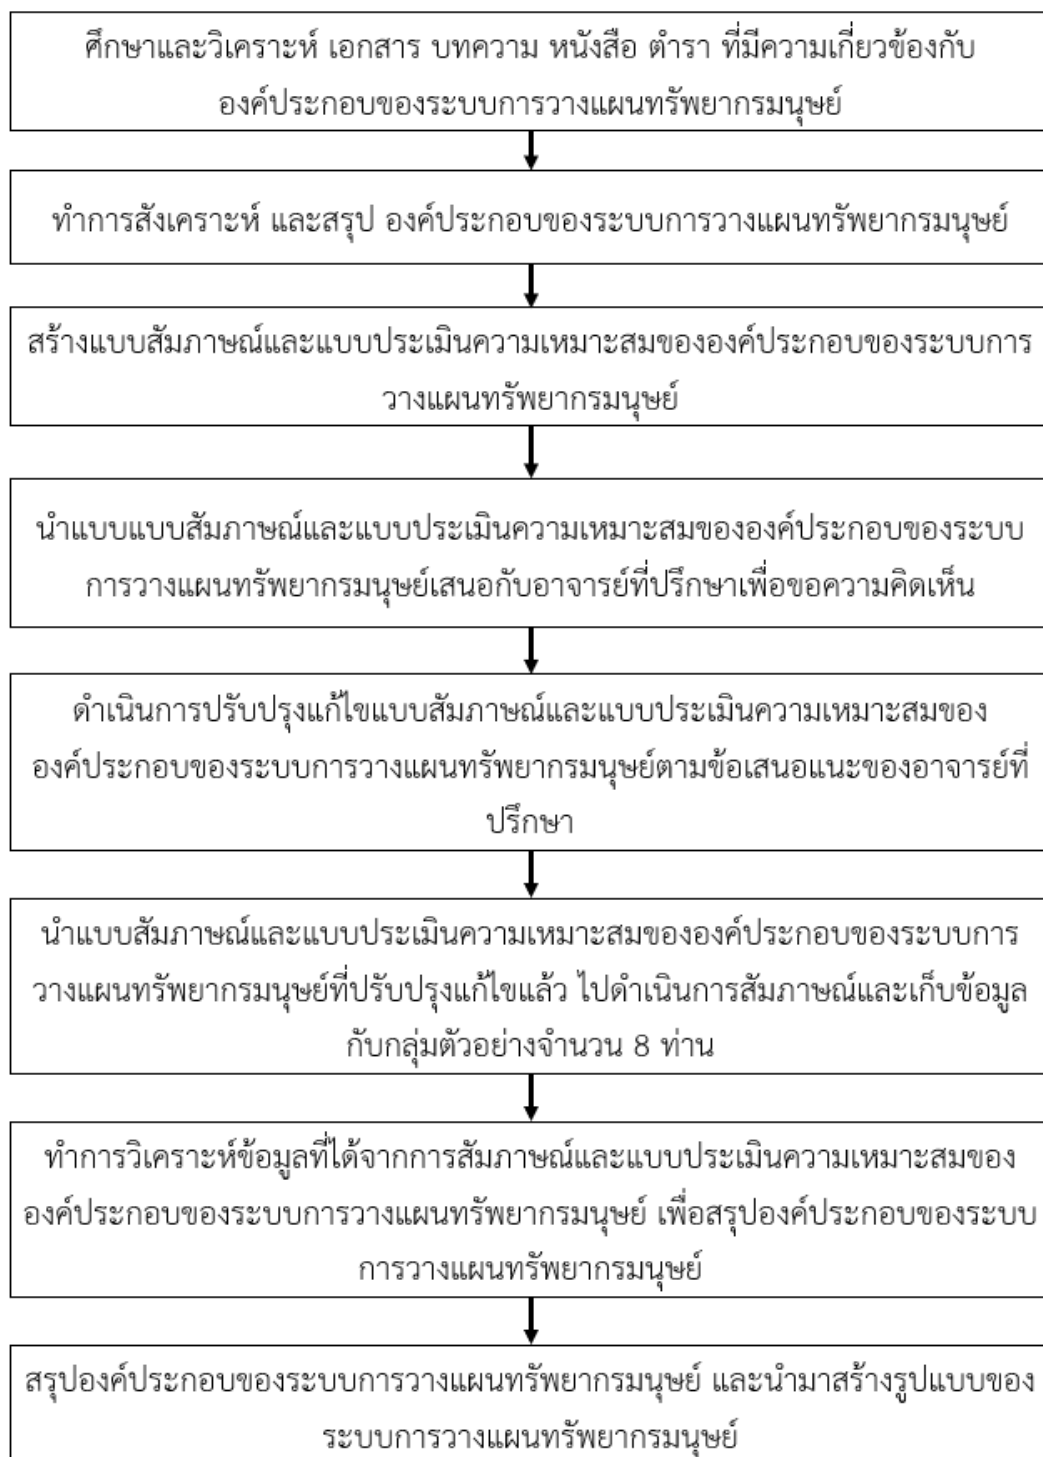 ศึกษาและวิเคราะห์ เอกสาร บทความ หนังสือ ตำรา ที่มีความเกี่ยวข้องกับ
องค์ประกอบของระบบการวางแผนทรัพยากรมนุษย์
ทำการสังเคราะห์ และสรุป องค์ประกอบของระบบการวางแผนทรัพยากรมนุษย์
สร้างแบบสัมภาษณ์และแบบประเมินความเหมาะสมขององค์ประกอบของระบบการ
วางแผนทรัพยากรมนุษย์
นำแบบแบบสัมภาษณ์และแบบประเมินความเหมาะสมขององค์ประกอบของระบบ
การวางแผนทรัพยากรมนุษย์เสนอกับอาจารย์ที่ปรึกษาเพื่อขอความคิดเห็น
ดำเนินการปรับปรุงแก้ไขแบบสัมภาษณ์และแบบประเมินความเหมาะสมของ
องค์ประกอบของระบบการวางแผนทรัพยากรมนุษย์ตามข้อเสนอแนะของอาจารย์ที่
ปรึกษา
นำแบบสัมภาษณ์และแบบประเมินความเหมาะสมขององค์ประกอบของระบบการ
วางแผนทรัพยากรมนุษย์ที่ปรับปรุงแก้ไขแล้ว ไปดำเนินการสัมภาษณ์และเก็บข้อมูล
กับกลุ่มตัวอย่างจำนวน 8 ท่าน
ทำการวิเคราะห์ข้อมูลที่ได้จากการสัมภาษณ์และแบบประเมินความเหมาะสมของ
องค์ประกอบของระบบการวางแผนทรัพยากรมนุษย์ เพื่อสรุปองค์ประกอบของระบบ
การวางแผนทรัพยากรมนุษย์
สรุปองค์ประกอบของระบบการวางแผนทรัพยากรมนุษย์ และนำมาสร้างรูปแบบของ
ระบบการวางแผนทรัพยากรมนุษย์